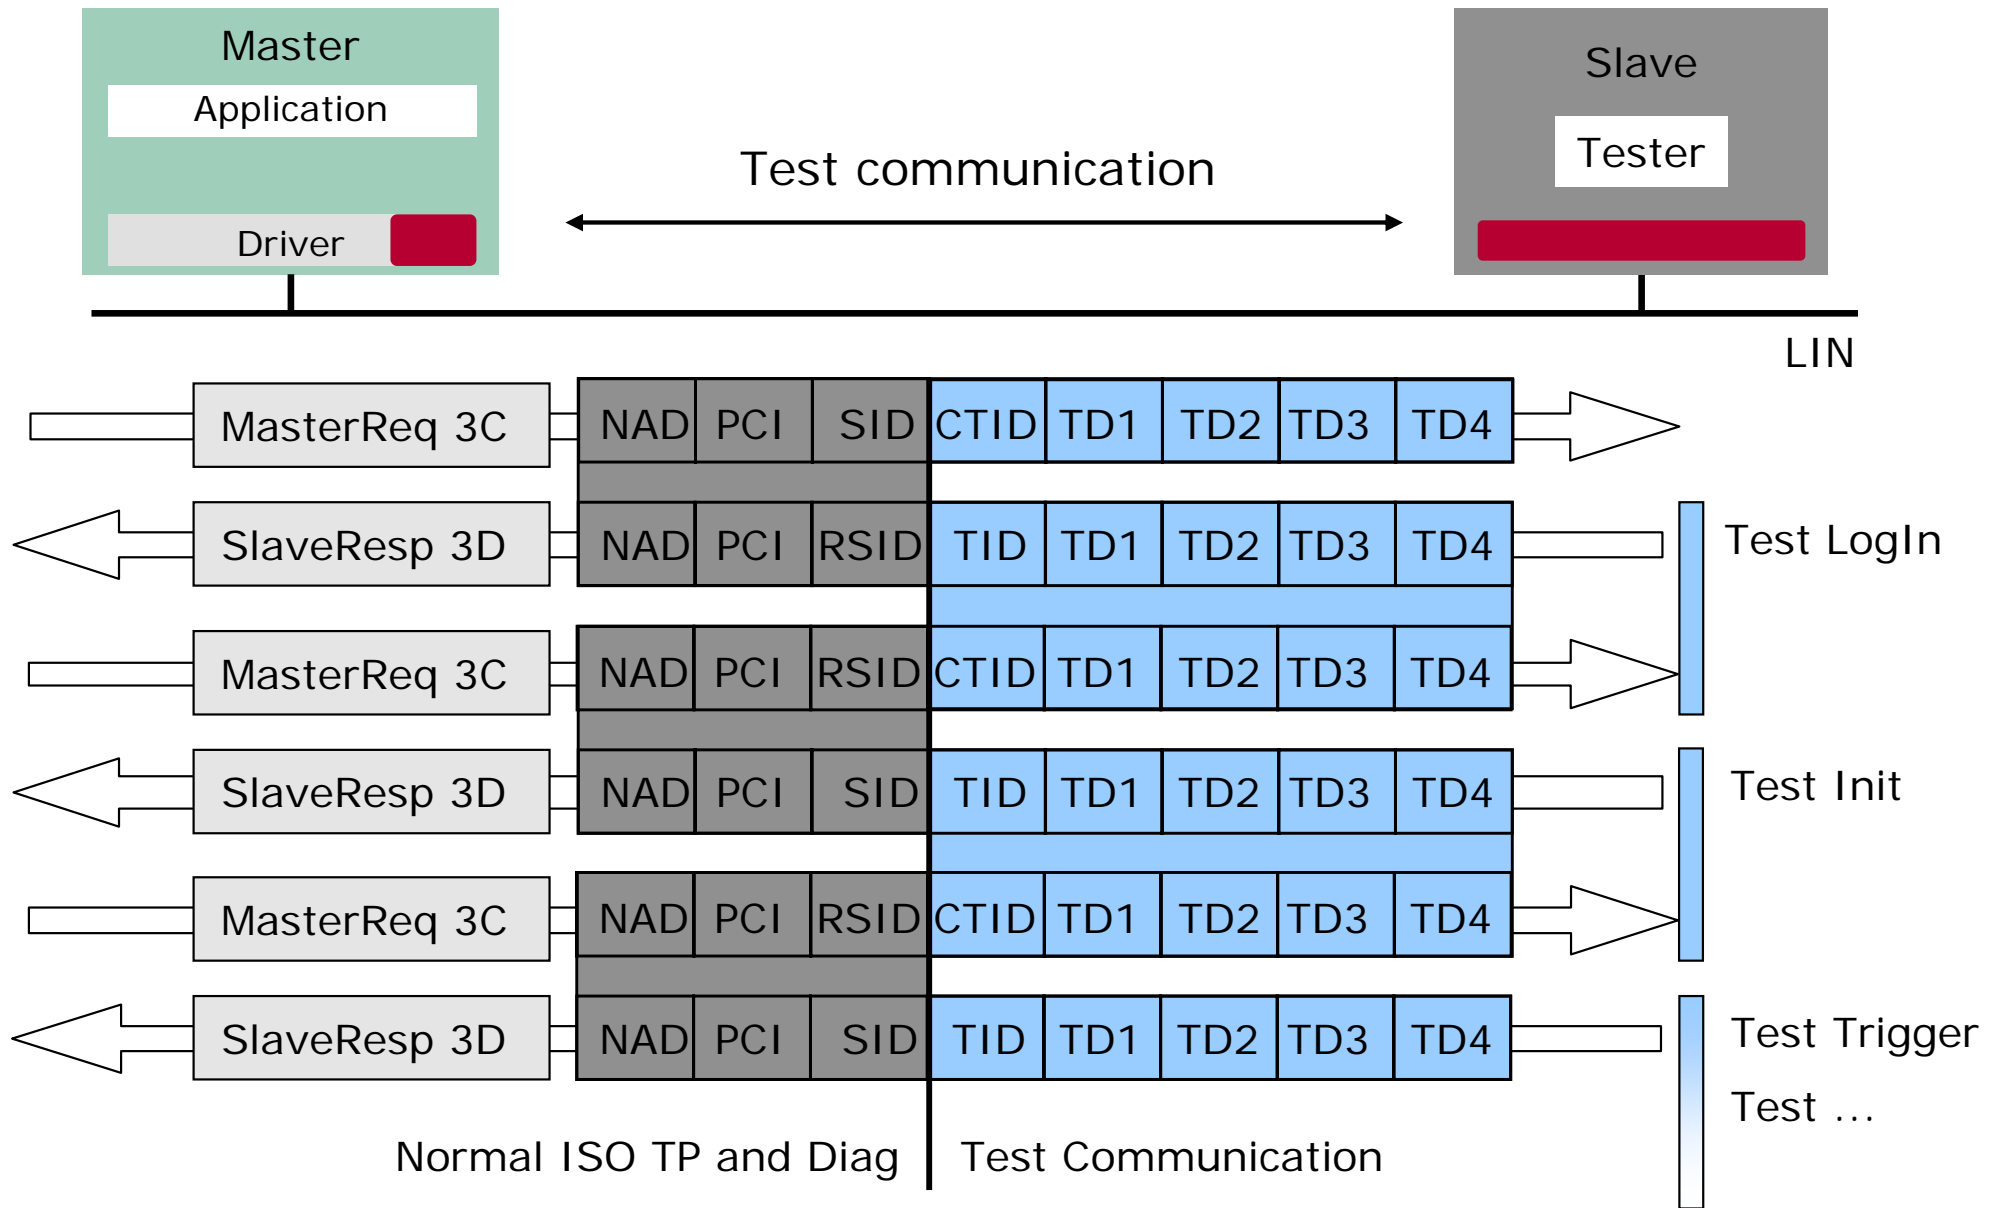 Master
Application
Driver
Test communication
Slave
Tester
LIN
MasterReq 3C NAD PCI SID CTID TD1 TD2 TD3 TD4
SlaveResp 3D NAD PCI RSID TID TD1 TD2 TD3 TD4 Test LogIn
MasterReq 3C NAD PCI RSID CTID TD1 TD2 TD3 TD4
SlaveResp 3D NAD PCI SID TID TD1 TD2 TD3 TD4 Test Init
MasterReq 3C NAD PCI RSID CTID TD1 TD2 TD3 TD4
SlaveResp 3D NAD PCI SID TID TD1 TD2 TD3 TD4 Test Trigger
Test ...
Normal ISO TP and Diag Test Communication